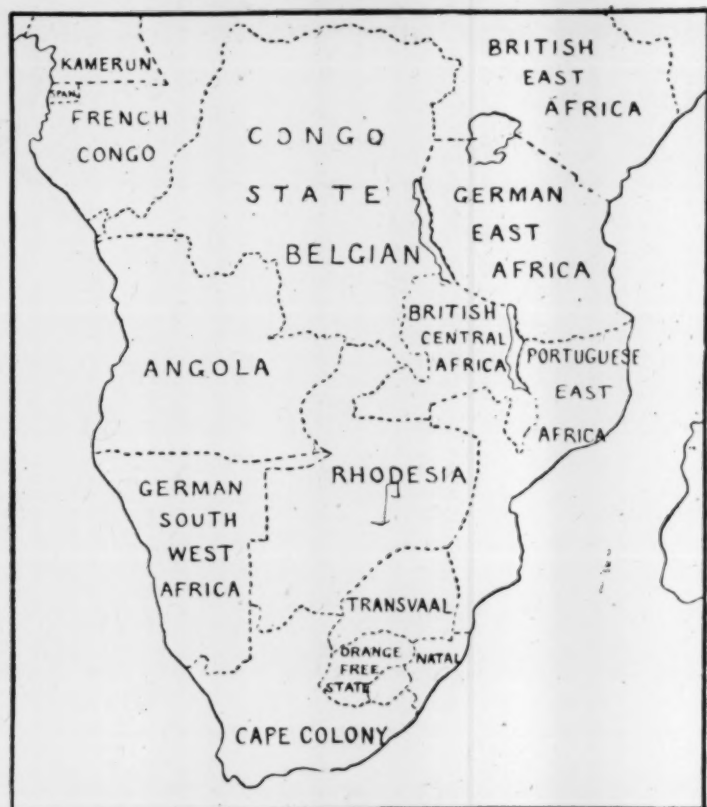 KAMERUN
SPAN.
FRENCH
CONGO
CONGO
STATE
BELGIAN
BRITISH
EAST
AFRICA
GERMAN
EAST
AFRICA
BRITISH
CENTRAL
AFRICA
PORTUGUESE
EAST
AFRICA
ANGOLA
RHODESIA
GERMAN
SOUTH
WEST
AFRICA
TRANSVAAL
ORANGE
FREE
STATE
NATAL
CAPE COLONY